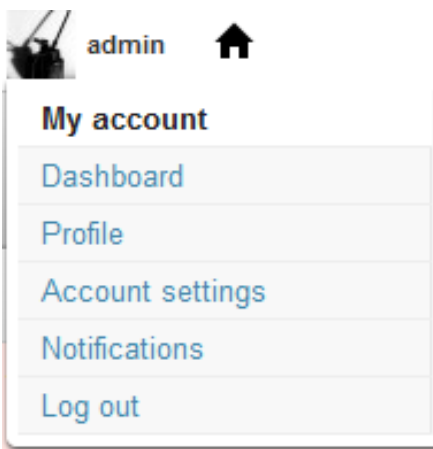 admin
My account
Dashboard
Profile
Account settings
Notifications
Log out